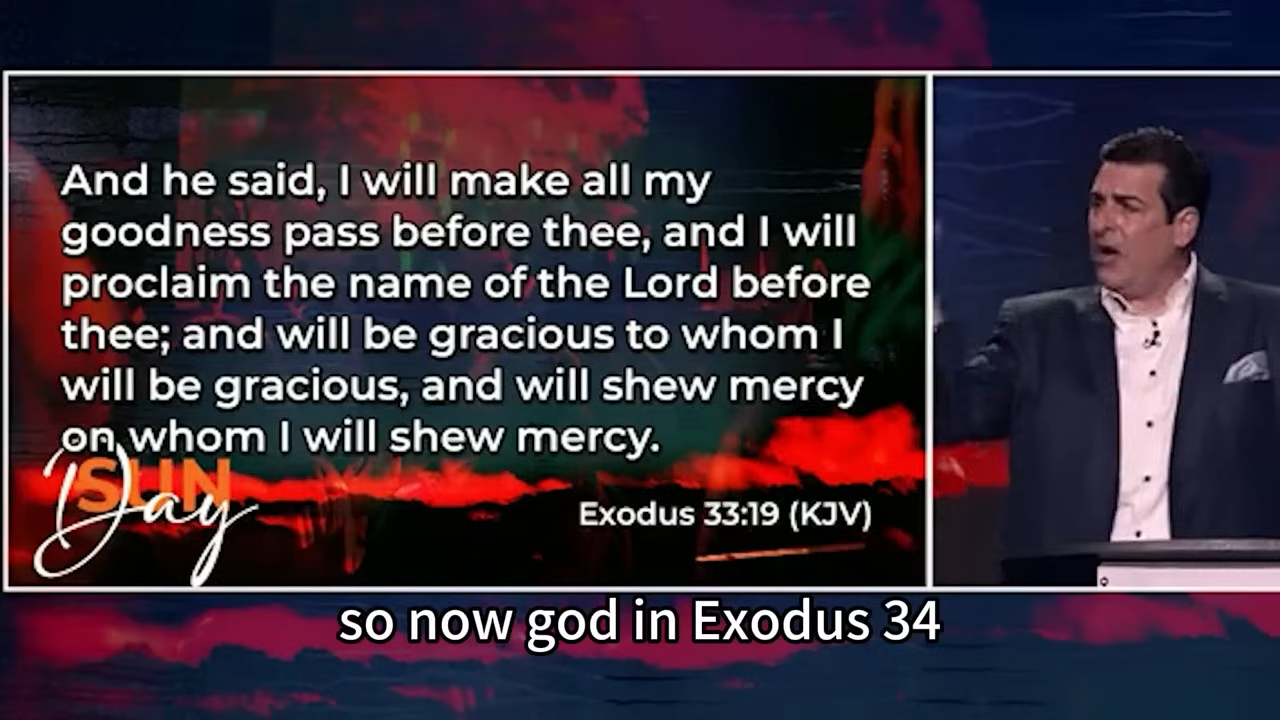 And he said, I will make all my
goodness pass before thee, and I will
proclaim the name of the Lord before
thee; and will be gracious to whom I
will be gracious, and will shew mercy
on whom I will shew mercy.
SUN
Day
Exodus 33:19 (KJV)
so now god in Exodus 34